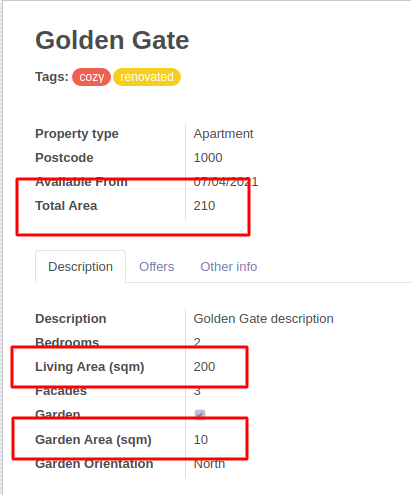 Golden Gate
Tags: cozy renovated
Property type Apartment
Postcode 1000
Available From 07/04/2021
Total Area 210
Description Offers Other info
Description Golden Gate description
Bedrooms 2
Living Area (sqm) 200
Facades 3
Garden
Garden Area (sqm) 10
Garden Orientation North